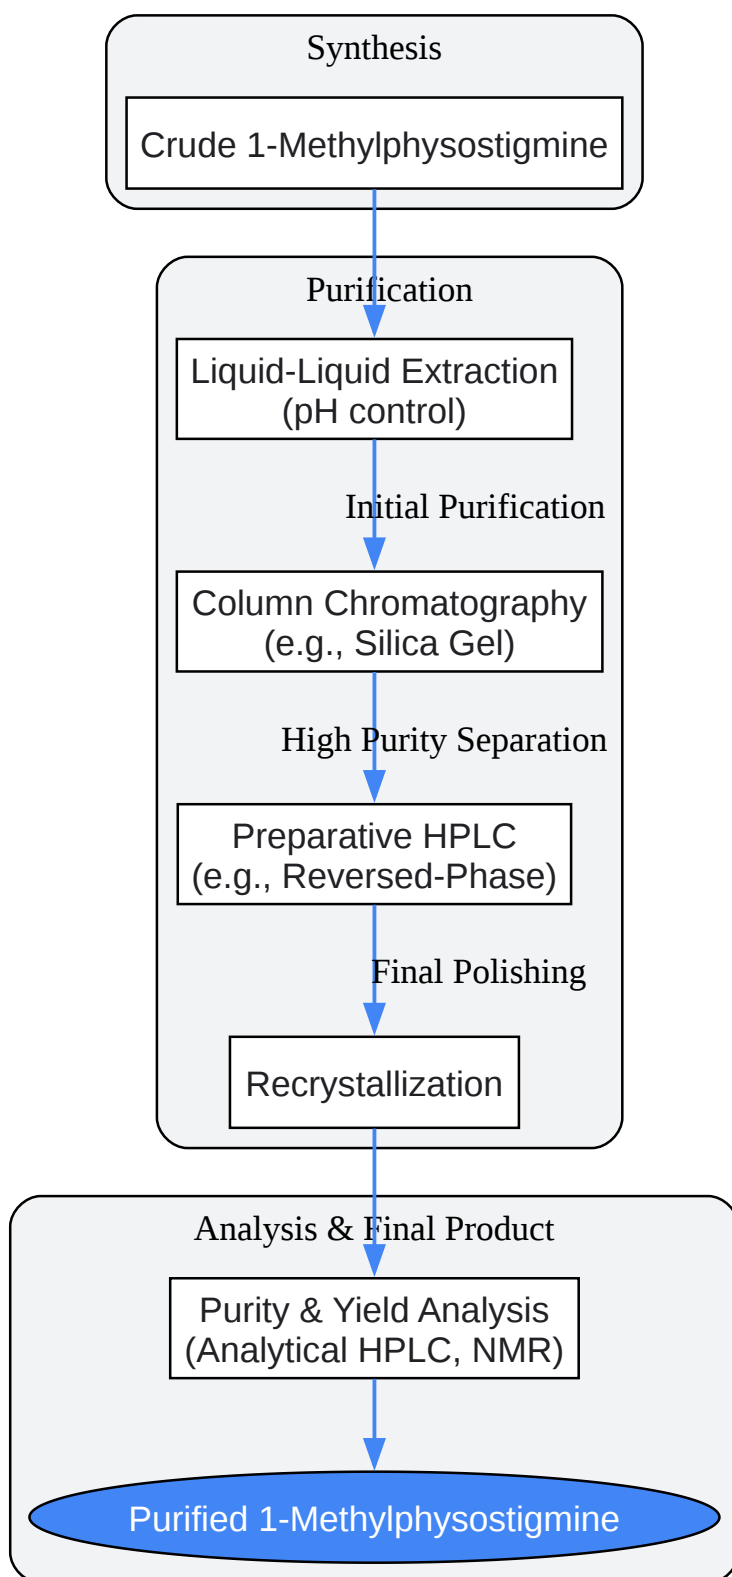 Synthesis
Crude 1-Methylphysostigmine
Purification
Liquid-Liquid Extraction
(pH control)
Initial Purification
Column Chromatography
(e.g., Silica Gel)
High Purity Separation
Preparative HPLC
(e.g., Reversed-Phase)
Final Polishing
Recrystallization
Analysis & Final Product
Purity & Yield Analysis
(Analytical HPLC, NMR)
Purified 1-Methylphysostigmine